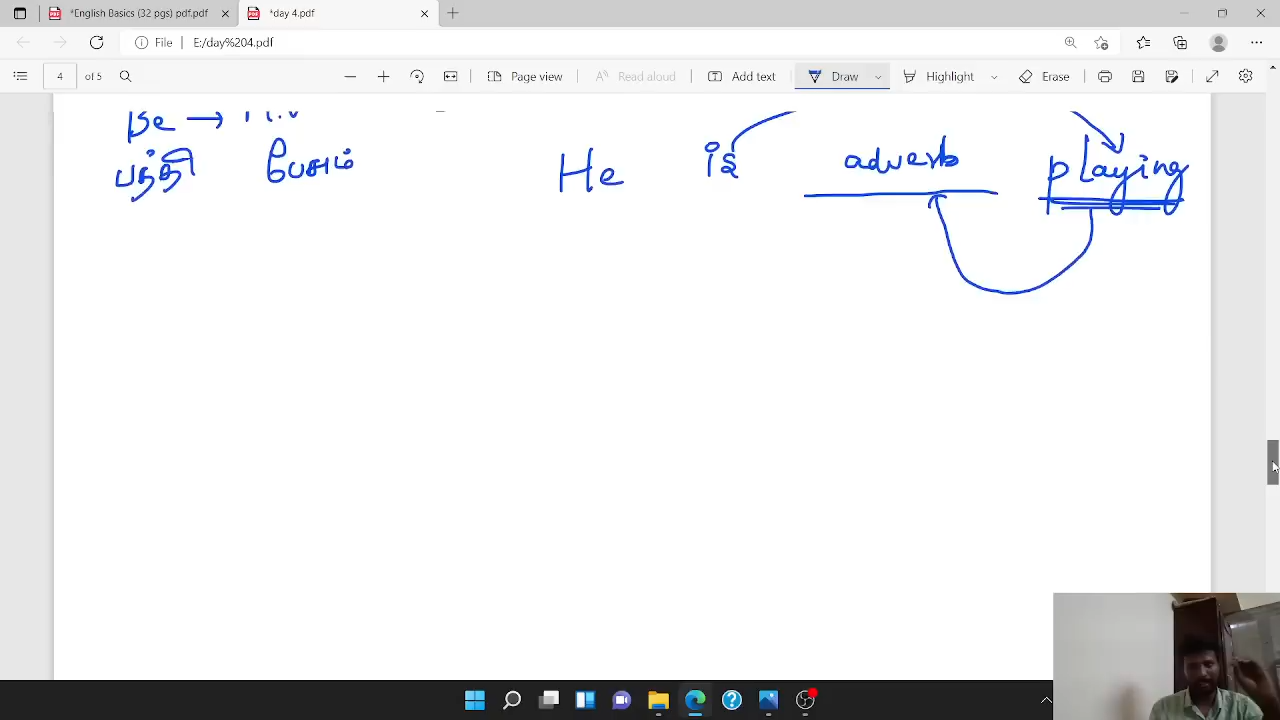 *English Basics (32 pgs) pdf.pdf
*day 4.pdf
File | E:/day%204.pdf
4 of 5 Page view Read aloud Add text Draw Highlight Erase
Be → M.V
பத்தி பேசும் He is adverb playing